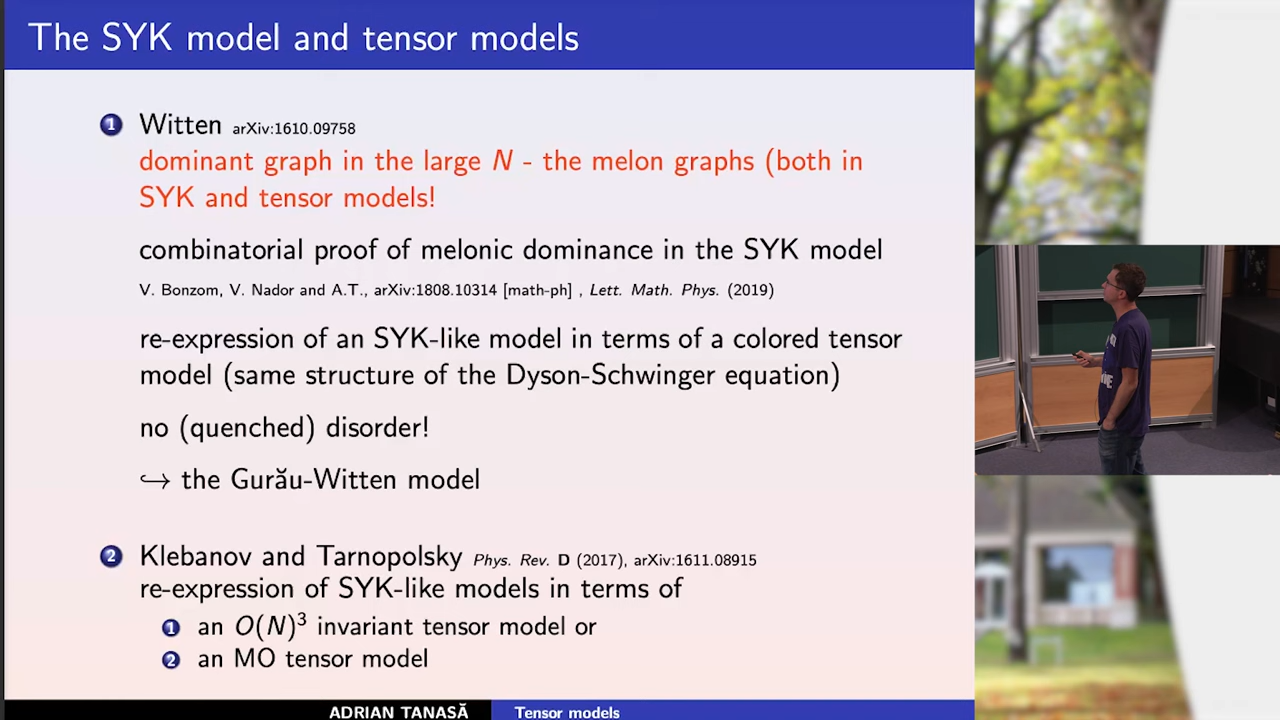 The SYK model and tensor models
1 Witten arXiv:1610.09758
dominant graph in the large N - the melon graphs (both in
SYK and tensor models!
combinatorial proof of melonic dominance in the SYK model
V. Bonzom, V. Nador and A.T., arXiv:1808.10314 [math-ph] , Lett. Math. Phys. (2019)
re-expression of an SYK-like model in terms of a colored tensor
model (same structure of the Dyson-Schwinger equation)
no (quenched) disorder!
↪ the Gurău-Witten model
2 Klebanov and Tarnopolsky Phys. Rev. D (2017), arXiv:1611.08915
re-expression of SYK-like models in terms of
1 an O(N)³ invariant tensor model or
2 an MO tensor model
ADRIAN TANASĂ Tensor models